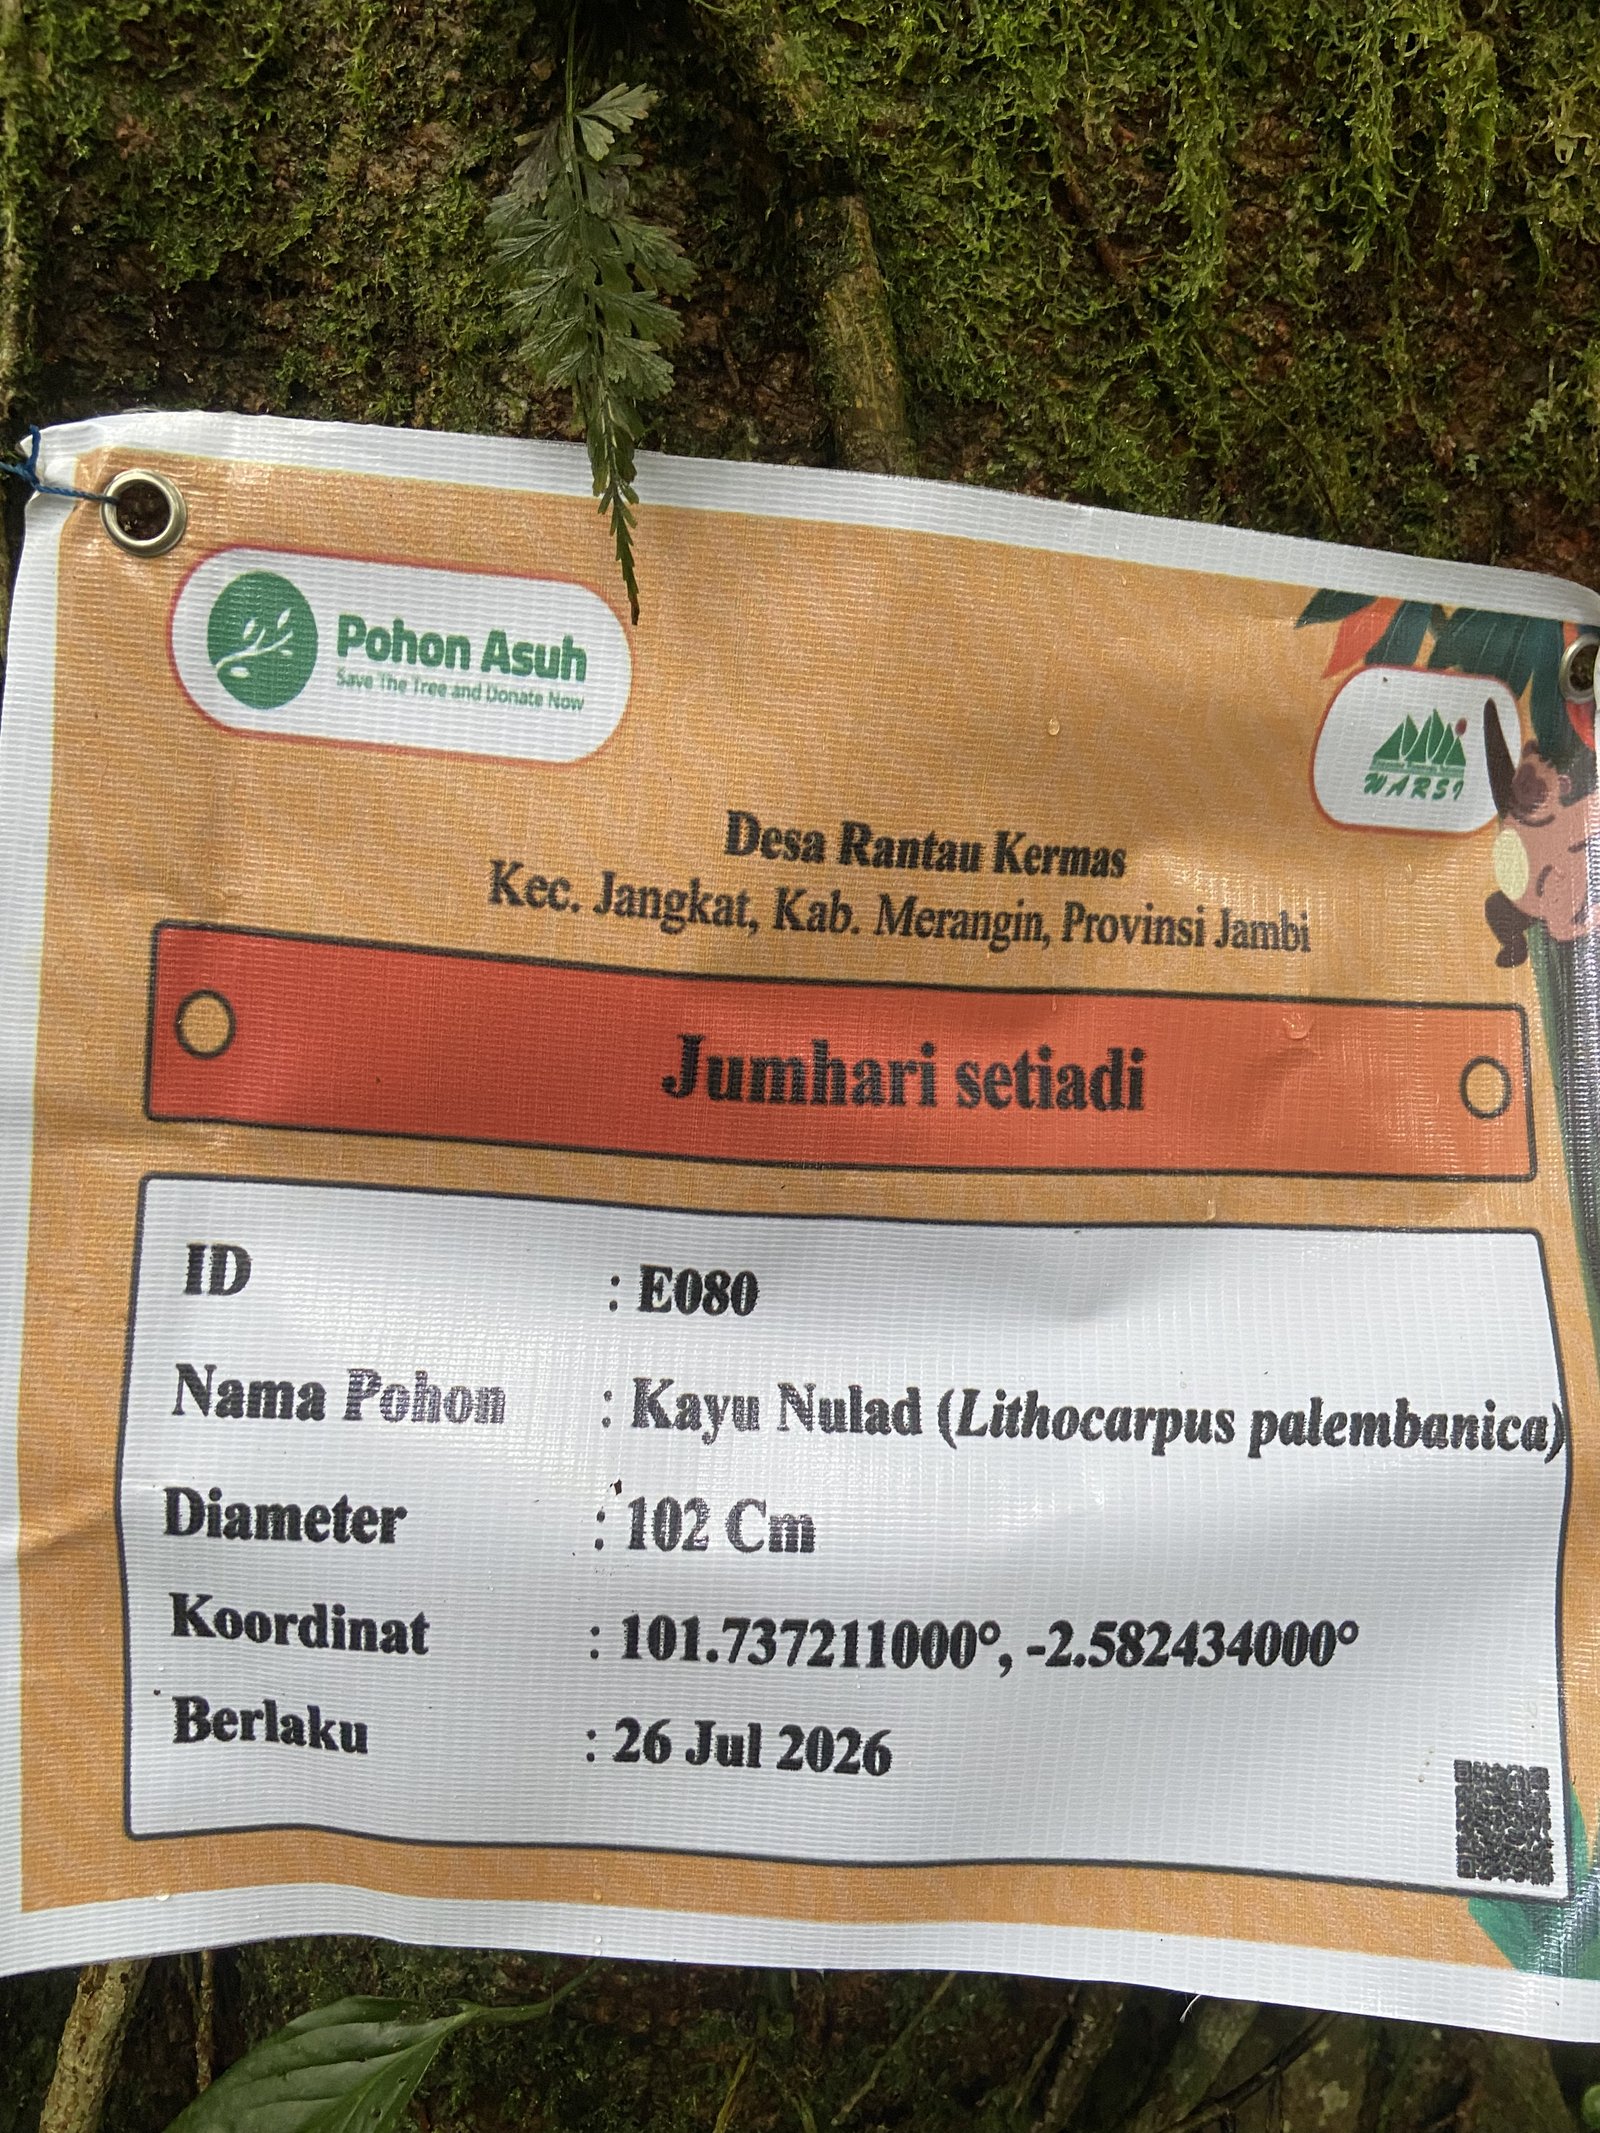 Pohon Asuh
Save The Tree and Donate Now
WARSI
Desa Rantau Kermas
Kec. Jangkat, Kab. Merangin, Provinsi Jambi
Jumhari setiadi
ID : E080
Nama Pohon : Kayu Nulad (Lithocarpus palembanica)
Diameter : 102 Cm
Koordinat : 101.737211000°, -2.582434000°
Berlaku : 26 Jul 2026